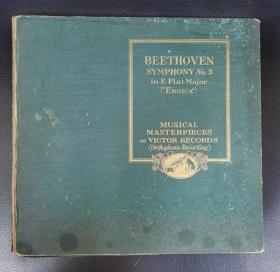 BEETHOVEN
SYMPHONY No. 3
in E Flat Major
("EROICA")
MUSICAL
MASTERPIECES
on VICTOR RECORDS
(Orthophonic Recording)